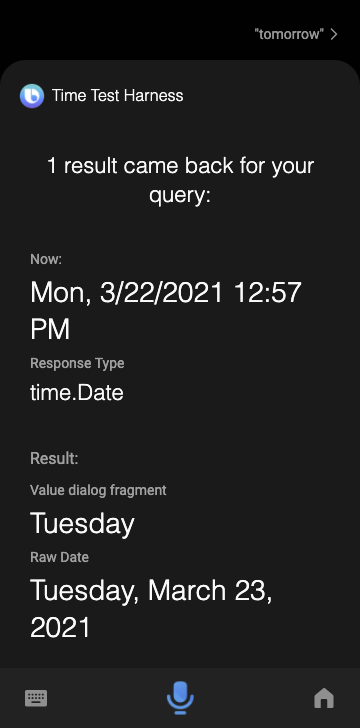 "tomorrow"
Time Test Harness
1 result came back for your
query:
Now:
Mon, 3/22/2021 12:57
PM
Response Type
time.Date
Result:
Value dialog fragment
Tuesday
Raw Date
Tuesday, March 23,
2021